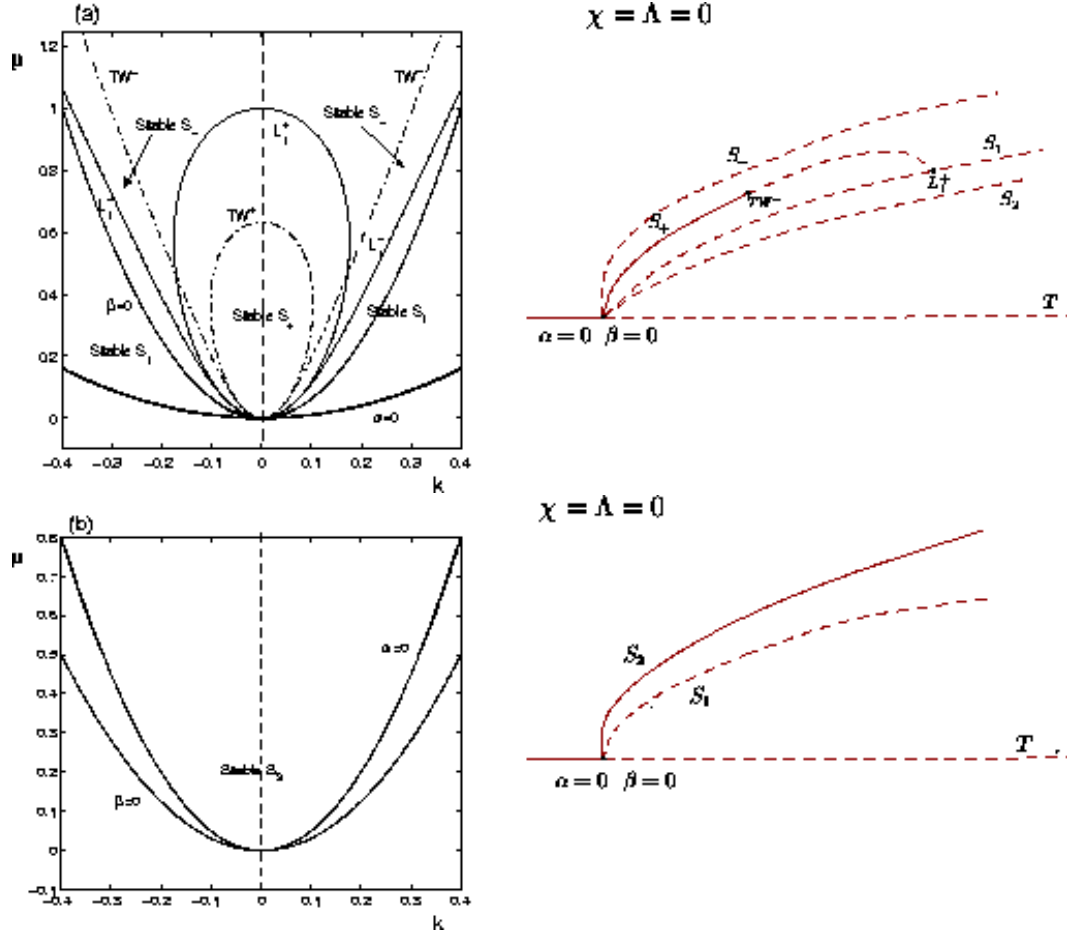 (a)
μ
1.2
1
0.8
0.6
0.4
0.2
0
TW⁻
TW⁻
Stable S₋
Stable S₋
L₁⁺
L₁⁻
TW⁺
L₁⁻
β=0
Stable S₊
Stable S₁
Stable S₁
α=0
−0.4 −0.3 −0.2 −0.1 0 0.1 0.2 0.3 0.4
k
χ = Λ = 0
S₋
S₊
TW⁻
S₁
L₁⁺
S₂
T
α = 0 β = 0
(b)
μ
0.8
0.7
0.6
0.5
0.4
0.3
0.2
0.1
0
−0.1
α=0
Stable S₂
β=0
−0.4 −0.3 −0.2 −0.1 0 0.1 0.2 0.3 0.4
k
χ = Λ = 0
S₂
S₁
T
α = 0 β = 0